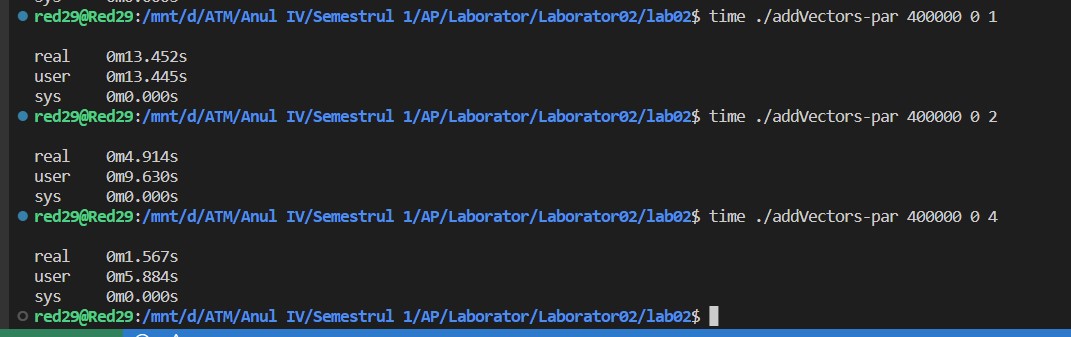 red29@Red29:/mnt/d/ATM/Anul IV/Semestrul 1/AP/Laborator/Laborator02/lab02$ time ./addVectors-par 400000 0 1
real 0m13.452s
user 0m13.445s
sys 0m0.000s
red29@Red29:/mnt/d/ATM/Anul IV/Semestrul 1/AP/Laborator/Laborator02/lab02$ time ./addVectors-par 400000 0 2
real 0m4.914s
user 0m9.630s
sys 0m0.000s
red29@Red29:/mnt/d/ATM/Anul IV/Semestrul 1/AP/Laborator/Laborator02/lab02$ time ./addVectors-par 400000 0 4
real 0m1.567s
user 0m5.884s
sys 0m0.000s
red29@Red29:/mnt/d/ATM/Anul IV/Semestrul 1/AP/Laborator/Laborator02/lab02$